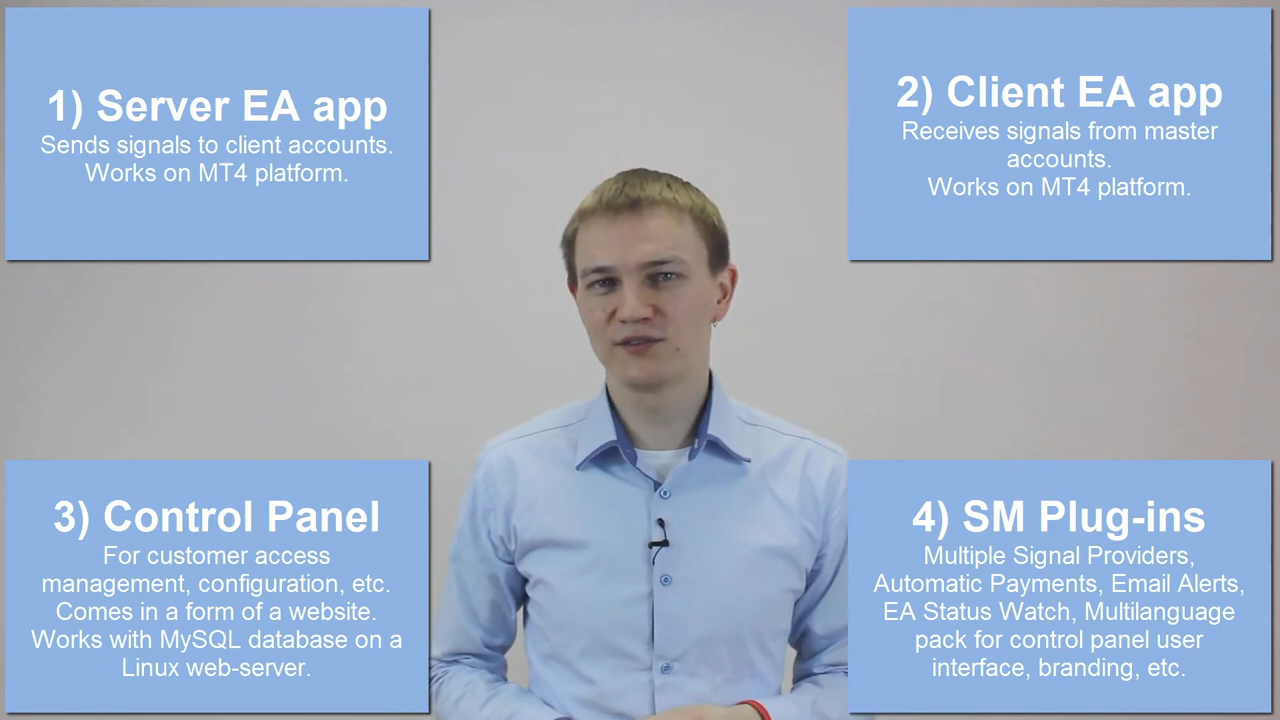 1) Server EA app
Sends signals to client accounts.
Works on MT4 platform.
2) Client EA app
Receives signals from master
accounts.
Works on MT4 platform.
3) Control Panel
For customer access
management, configuration, etc.
Comes in a form of a website.
Works with MySQL database on a
Linux web-server.
4) SM Plug-ins
Multiple Signal Providers,
Automatic Payments, Email Alerts,
EA Status Watch, Multilanguage
pack for control panel user
interface, branding, etc.